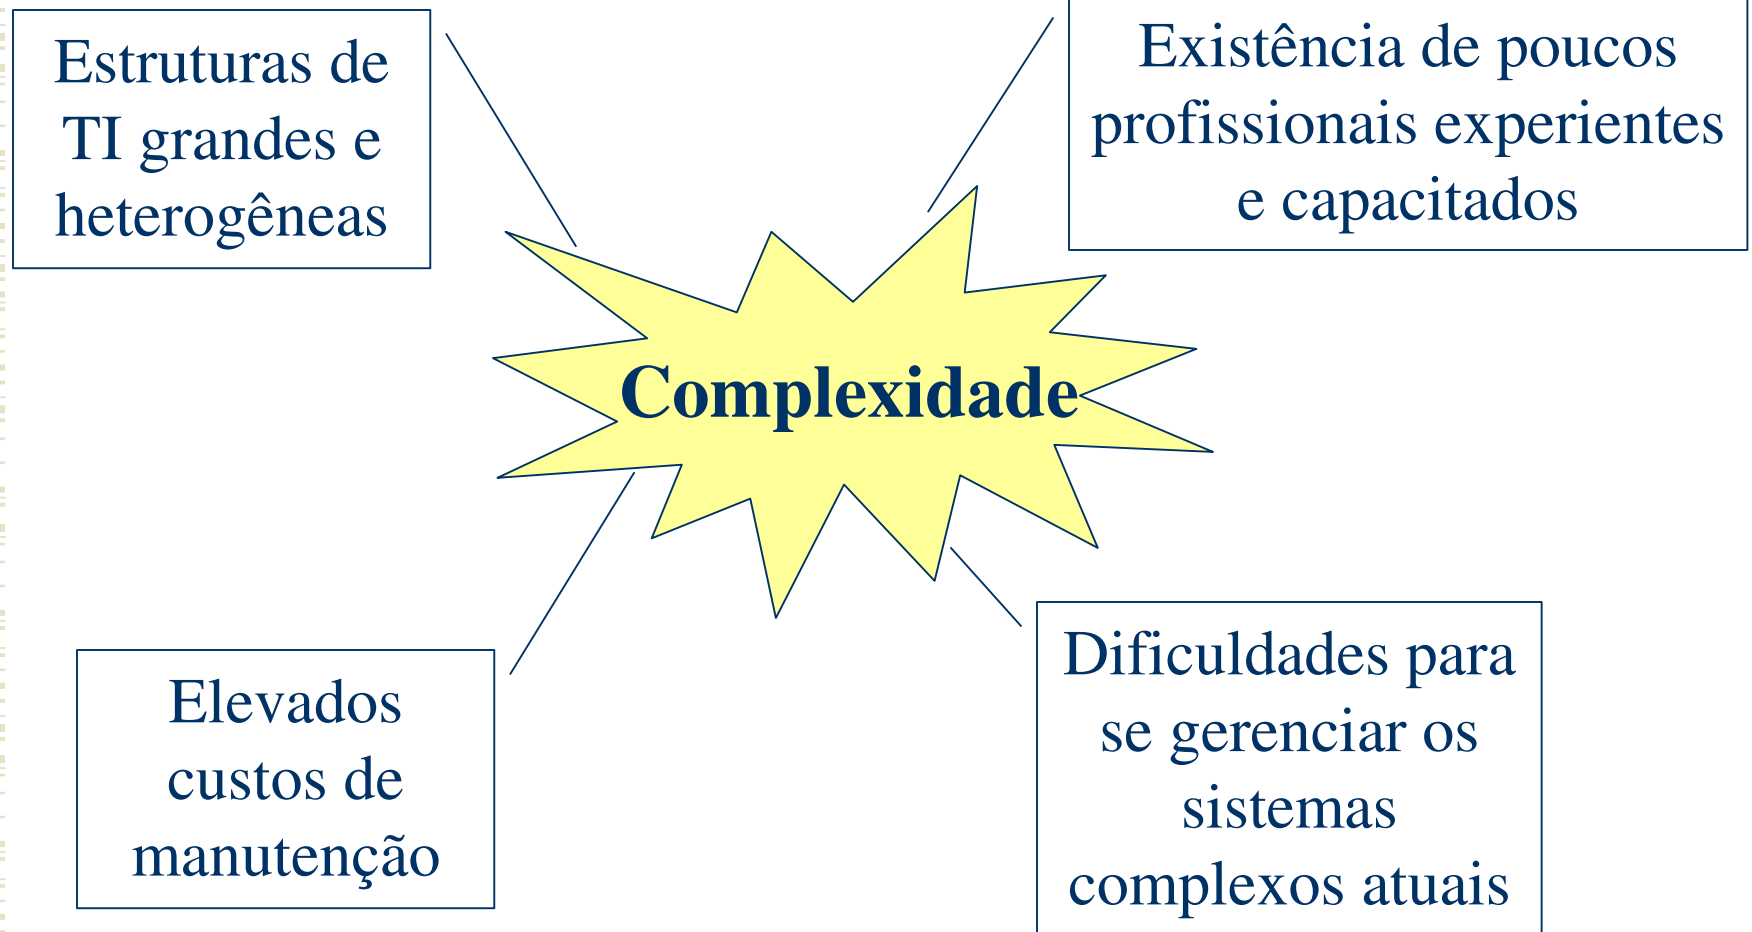 Estruturas de
TI grandes e
heterogêneas
Existência de poucos
profissionais experientes
e capacitados
Complexidade
Elevados
custos de
manutenção
Dificuldades para
se gerenciar os
sistemas
complexos atuais